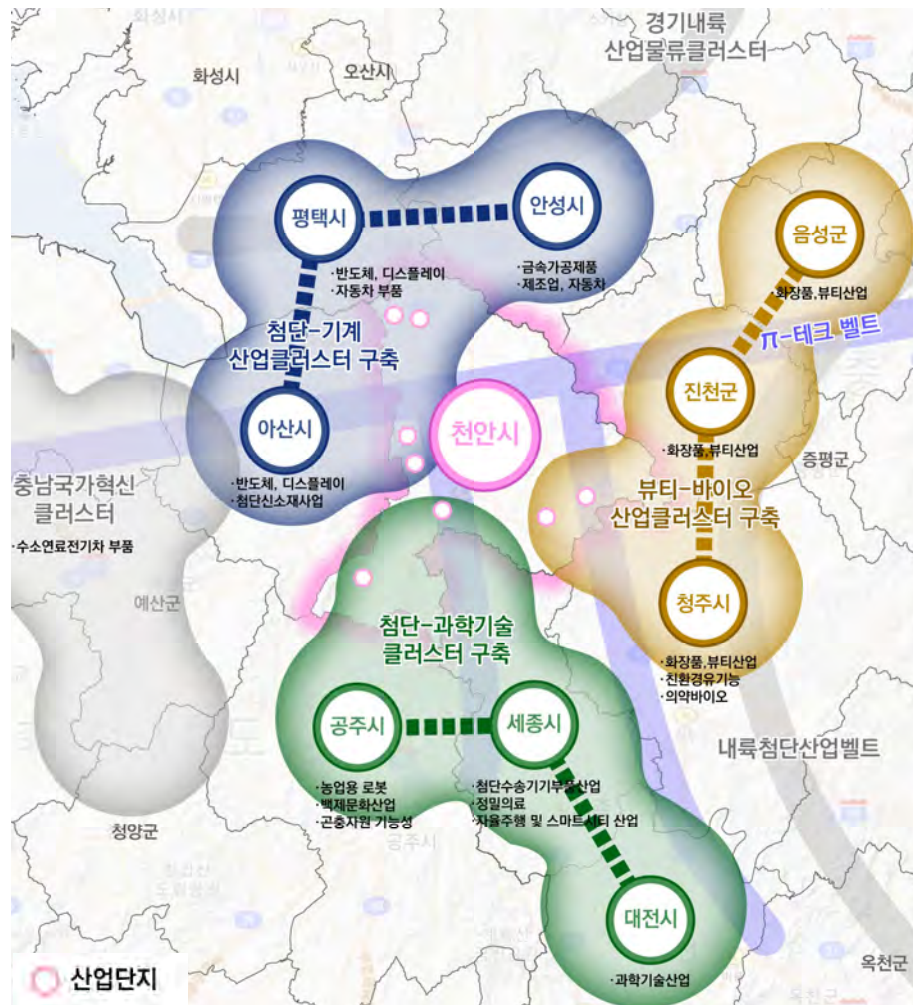 화성시
오산시
경기내륙
산업물류클러스터
평택시
안성시
음성군
·반도체, 디스플레이
·자동차 부품
·금속가공제품
·제조업, 자동차
·화장품,뷰티산업
π-테크 벨트
첨단-기계
산업클러스터 구축
진천군
아산시
천안시
·화장품,뷰티산업
증평군
·반도체, 디스플레이
·첨단신소재사업
충남국가혁신
클러스터
·수소연료전기차 부품
뷰티-바이오
산업클러스터 구축
예산군
청주시
첨단-과학기술
클러스터 구축
·화장품,뷰티산업
·친환경유기능
·의약바이오
공주시
세종시
내륙첨단산업벨트
·농업용 로봇
·백제문화산업
·곤충자원 기능성
·첨단수송기기부품산업
·정밀의료
·자율주행 및 스마트시티 산업
청양군
공주시
대전시
·과학기술산업
옥천군
산업단지